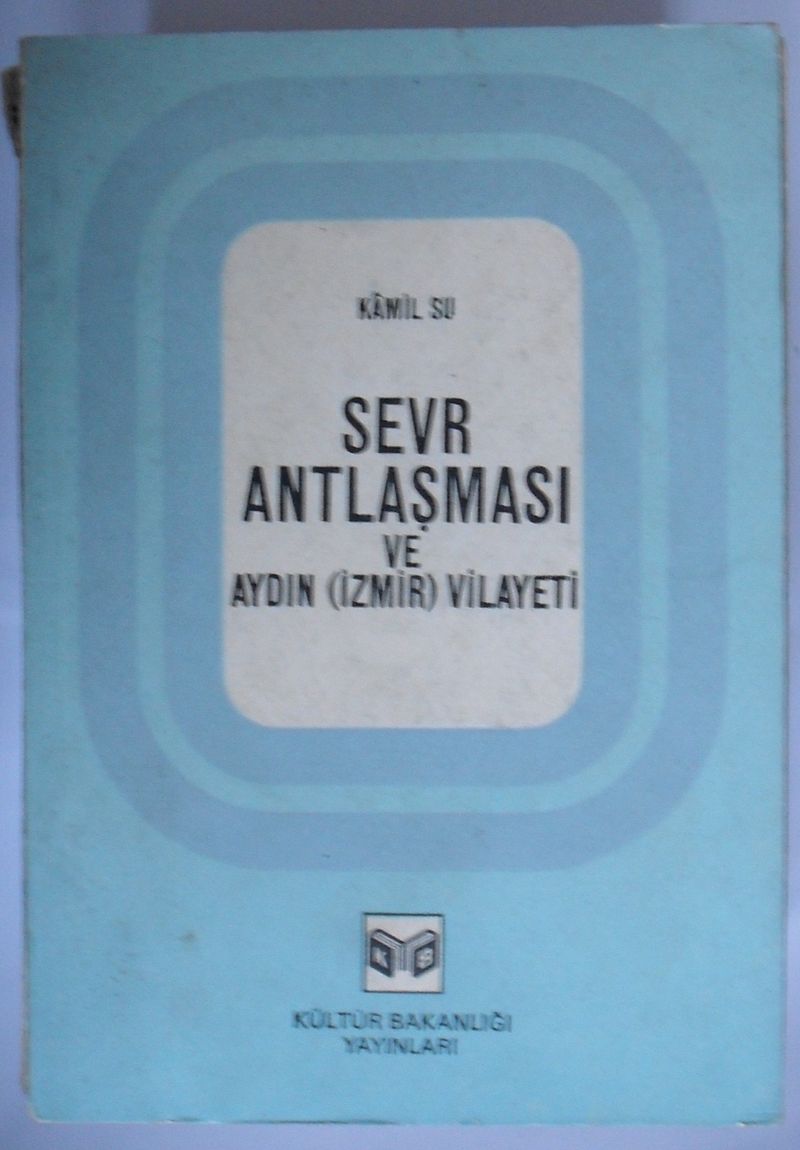 KÂMİL SU
SEVR
ANTLAŞMASI
VE
AYDIN (İZMİR) VİLAYETİ
K B
KÜLTÜR BAKANLIĞI
YAYINLARI